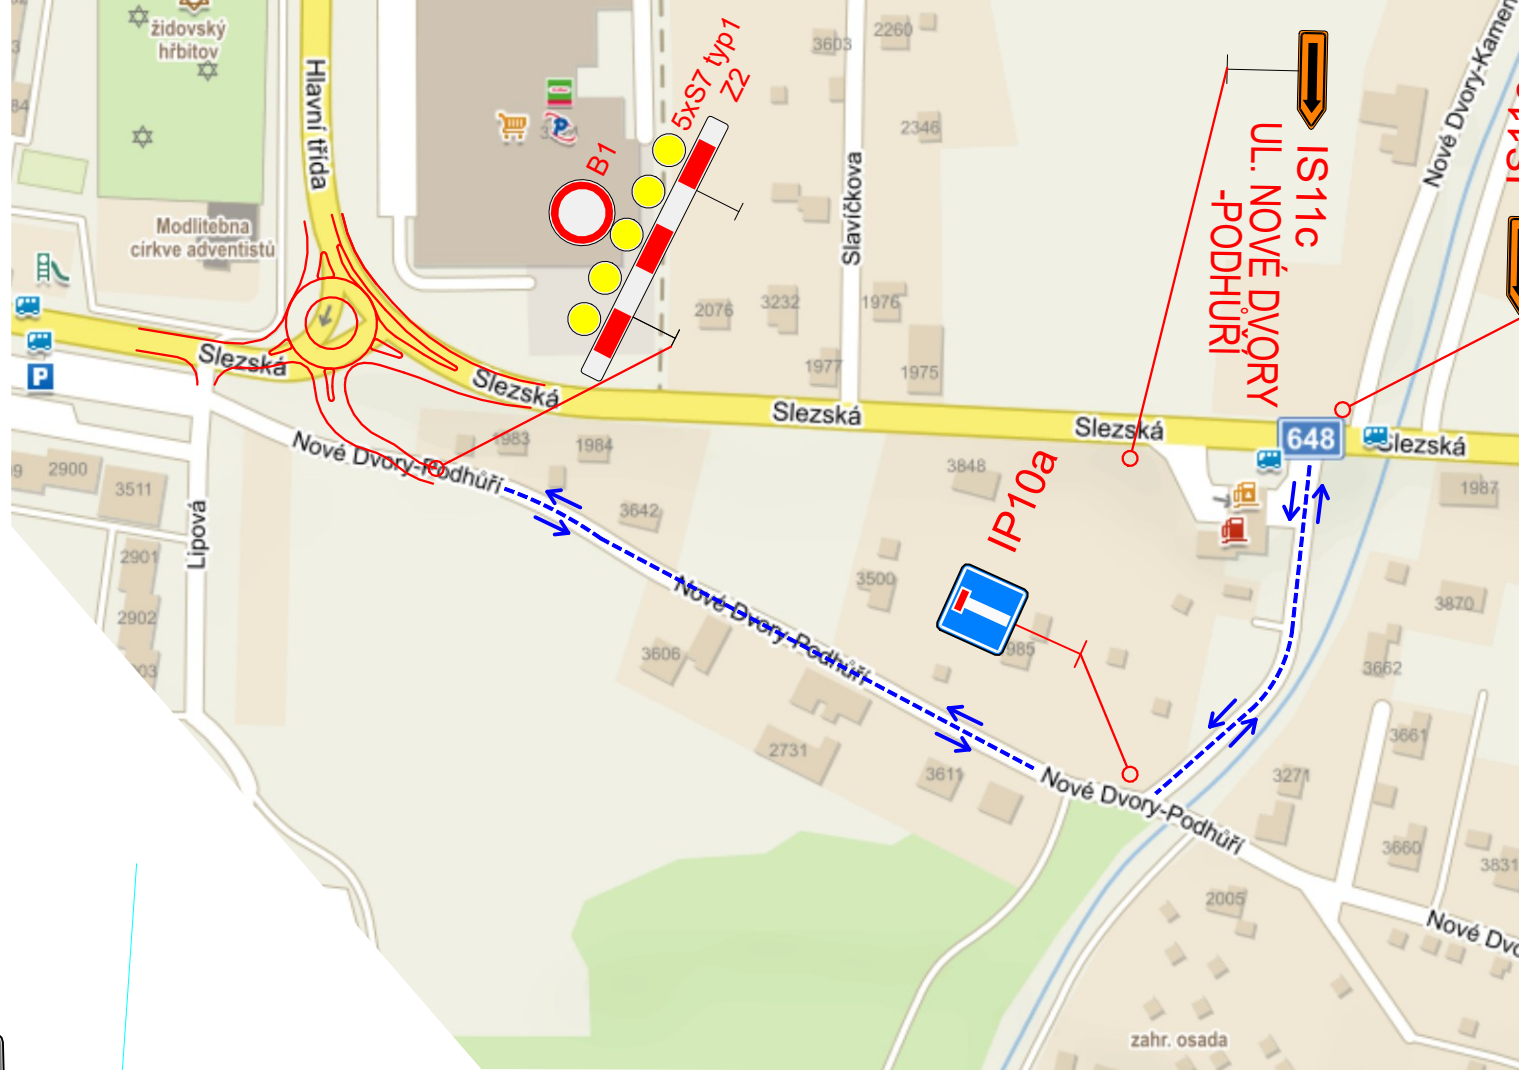 židovský
hřbitov
Hlavní třída
Modlitebna
církve adventistů
5xS7 typ1
Z2
B1
3603
2260
2346
Slavíčkova
2076
3232
1976
1977
1975
IS11c
UL. NOVÉ DVORY
-PODHŮŘÍ
Nové Dvory-Kamen
Slezská
Slezská
Slezská
Slezská
648
Slezská
P
Nové Dvory-Podhůří
1983
1984
2900
3511
Lipová
2901
2902
3642
3848
IP10a
3500
1987
3870
3662
Nové Dvory-Podhůří
3606
985
2731
3611
3661
3271
Nové Dvory-Podhůří
3660
3831
2005
Nové Dvo
zahr. osada